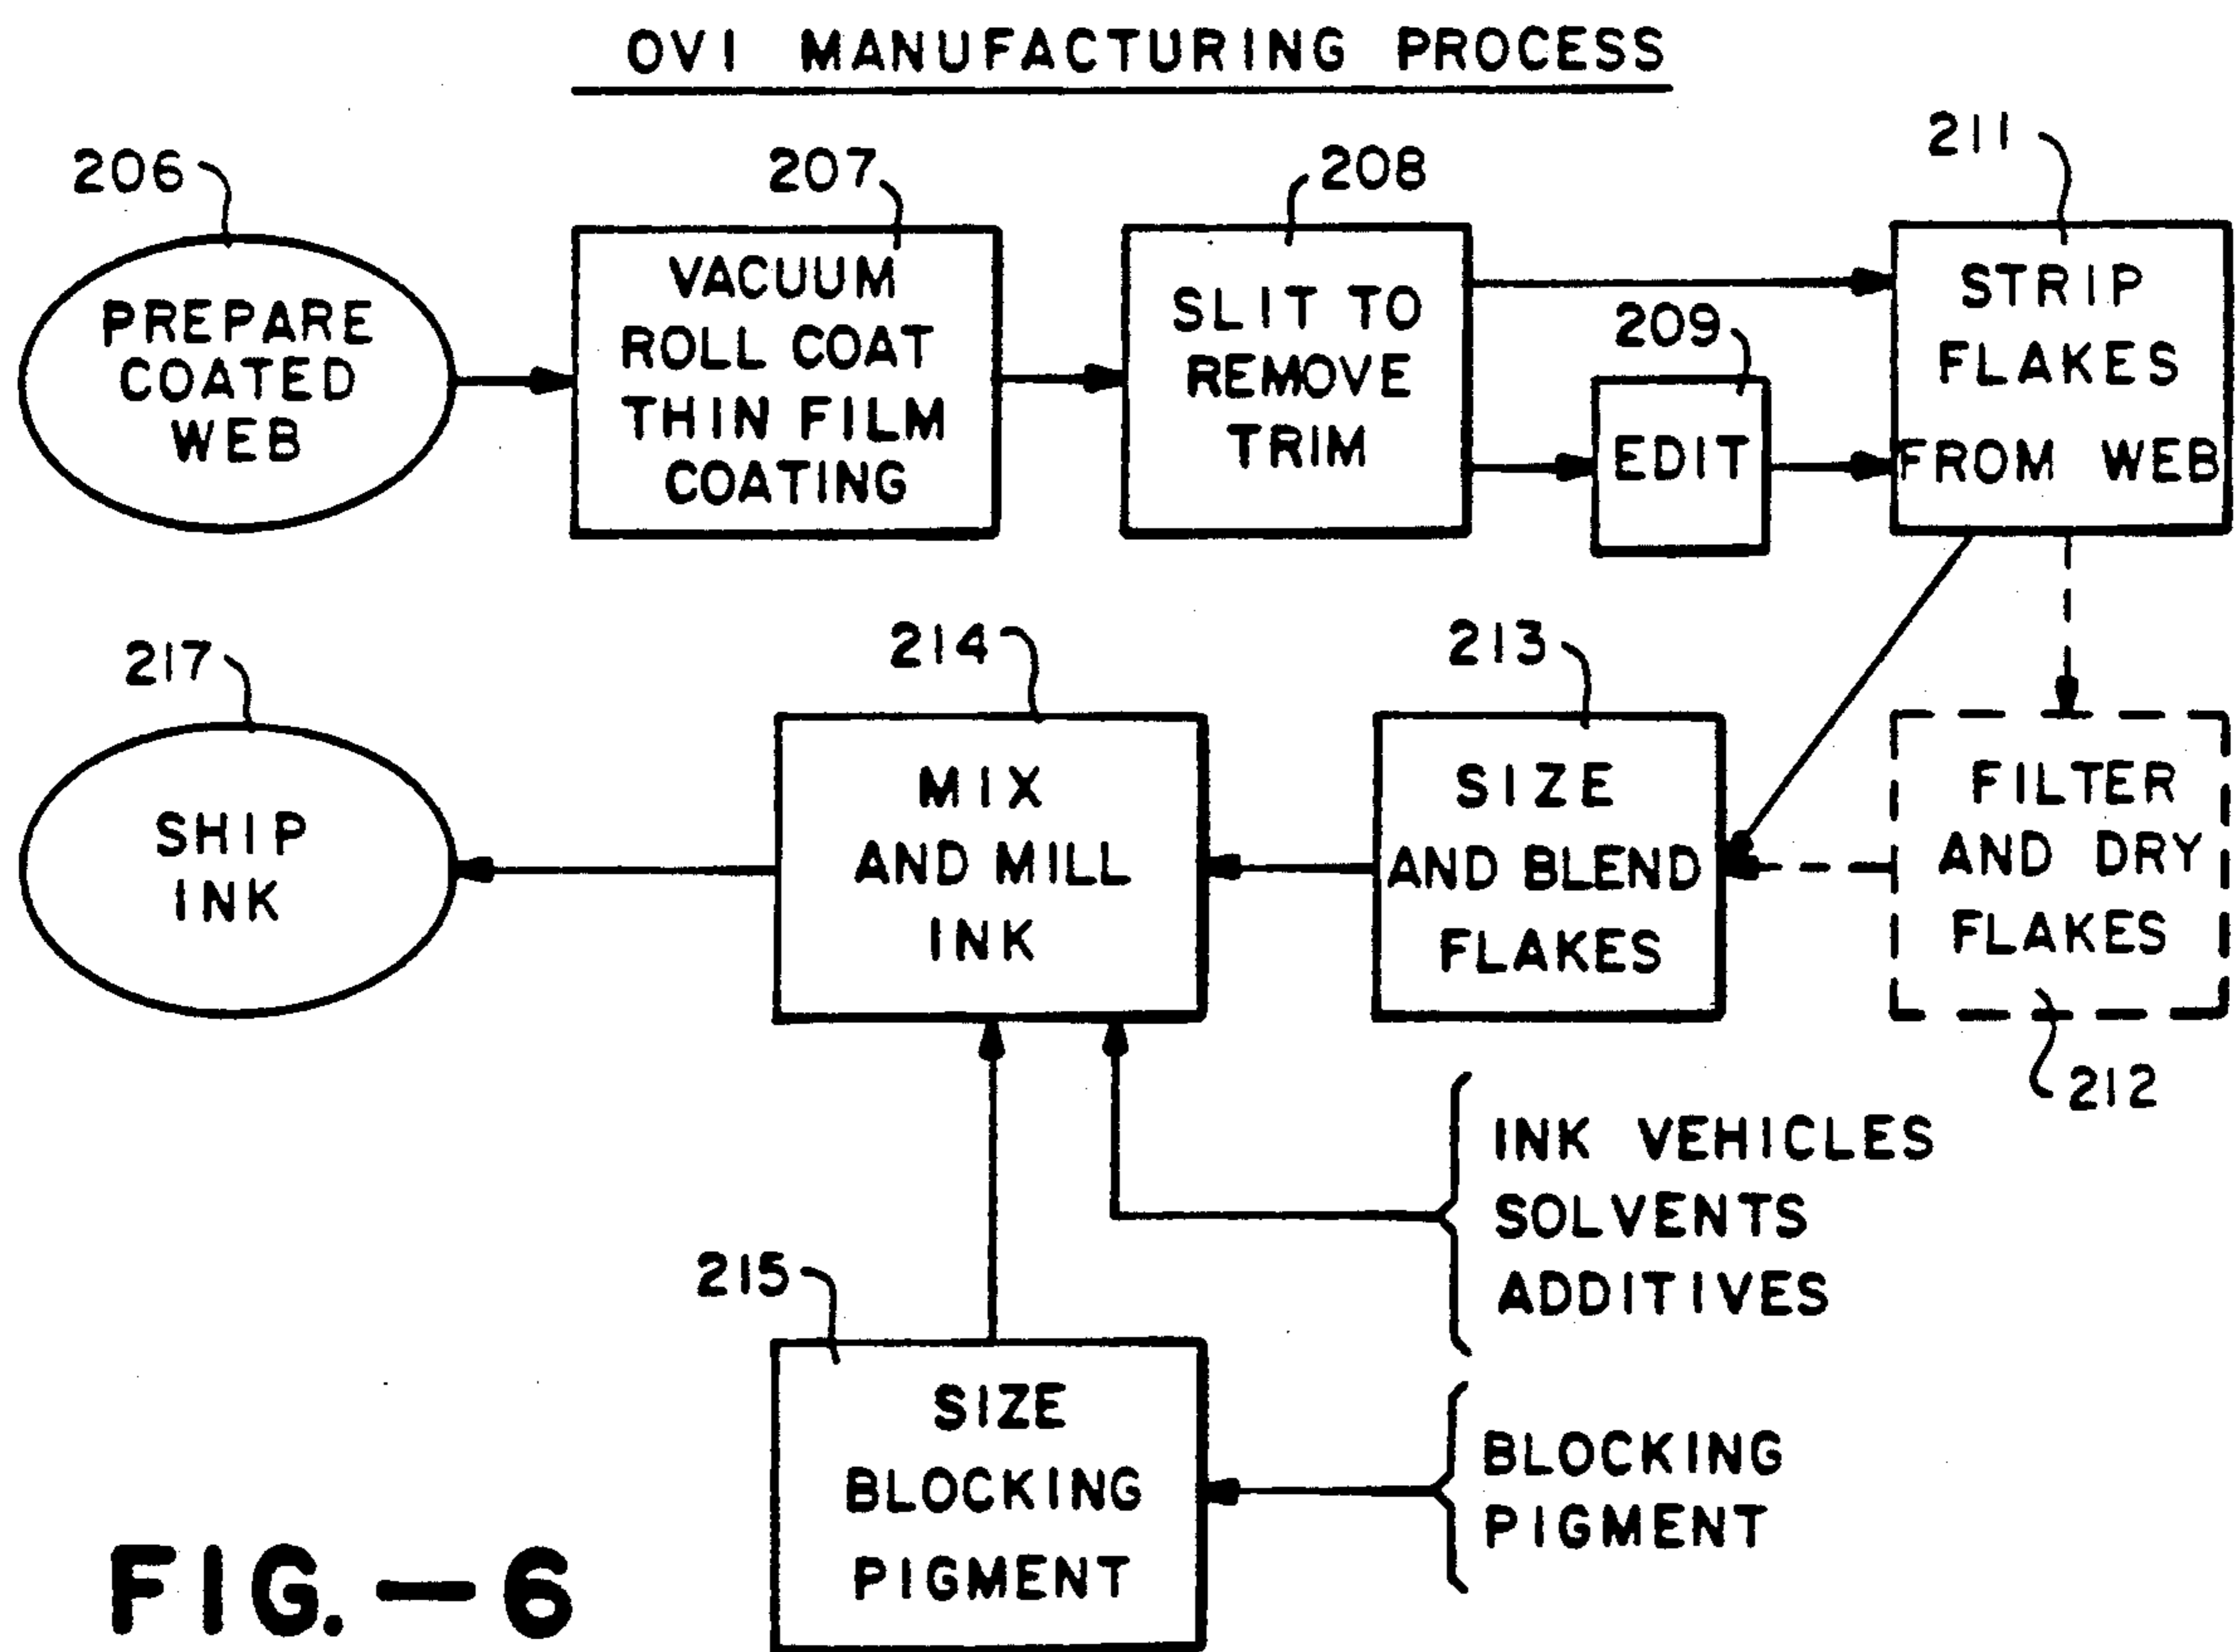 OVI MANUFACTURING PROCESS
206
PREPARE
COATED
WEB
207
VACUUM
ROLL COAT
THIN FILM
COATING
208
SLIT TO
REMOVE
TRIM
209
EDIT
211
STRIP
FLAKES
FROM WEB
212
FILTER
AND DRY
FLAKES
213
SIZE
AND BLEND
FLAKES
214
MIX
AND MILL
INK
217
SHIP
INK
INK VEHICLES
SOLVENTS
ADDITIVES
215
SIZE
BLOCKING
PIGMENT
BLOCKING
PIGMENT
FIG.-6